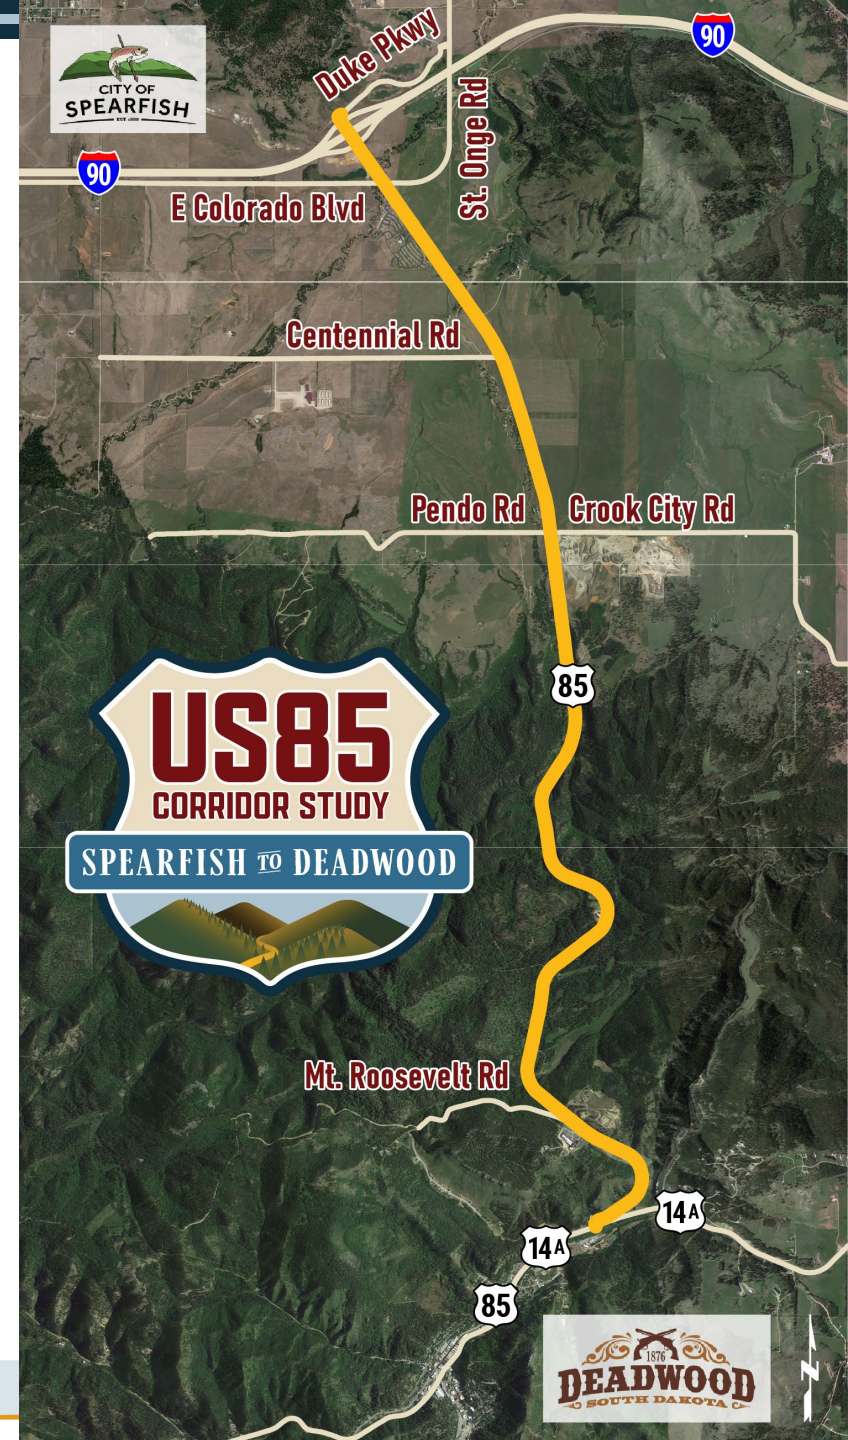 Duke Pkwy
90
CITY OF
SPEARFISH
EST. 1888
St. Onge Rd
90
E Colorado Blvd
Centennial Rd
Pendo Rd
Crook City Rd
85
US85
CORRIDOR STUDY
SPEARFISH TO DEADWOOD
Mt. Roosevelt Rd
14A
14A
85
1876
DEADWOOD
SOUTH DAKOTA
N